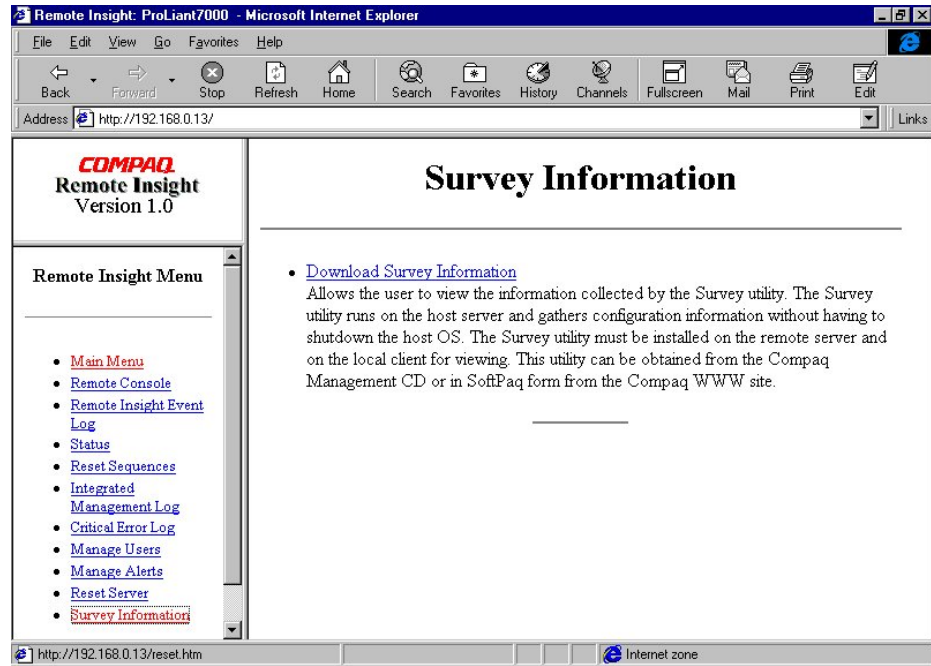 Remote Insight: ProLiant7000 - Microsoft Internet Explorer
File Edit View Go Favorites Help
Back Forward Stop Refresh Home Search Favorites History Channels Fullscreen Mail Print Edit
Address http://192.168.0.13/ Links
COMPAQ
Remote Insight
Version 1.0
Remote Insight Menu
Main Menu
Remote Console
Remote Insight Event
Log
Status
Reset Sequences
Integrated
Management Log
Critical Error Log
Manage Users
Manage Alerts
Reset Server
Survey Information
Survey Information
Download Survey Information
Allows the user to view the information collected by the Survey utility. The Survey
utility runs on the host server and gathers configuration information without having to
shutdown the host OS. The Survey utility must be installed on the remote server and
on the local client for viewing. This utility can be obtained from the Compaq
Management CD or in SoftPaq form from the Compaq WWW site.
http://192.168.0.13/reset.htm Internet zone